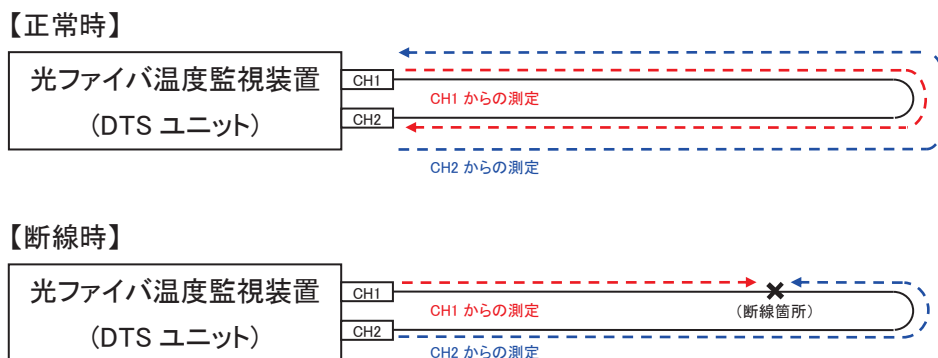 【正常時】
光ファイバ温度監視装置
(DTS ユニット)
CH1
CH2
CH1 からの測定
CH2 からの測定
【断線時】
光ファイバ温度監視装置
(DTS ユニット)
CH1
CH2
CH1 からの測定
(断線箇所)
CH2 からの測定